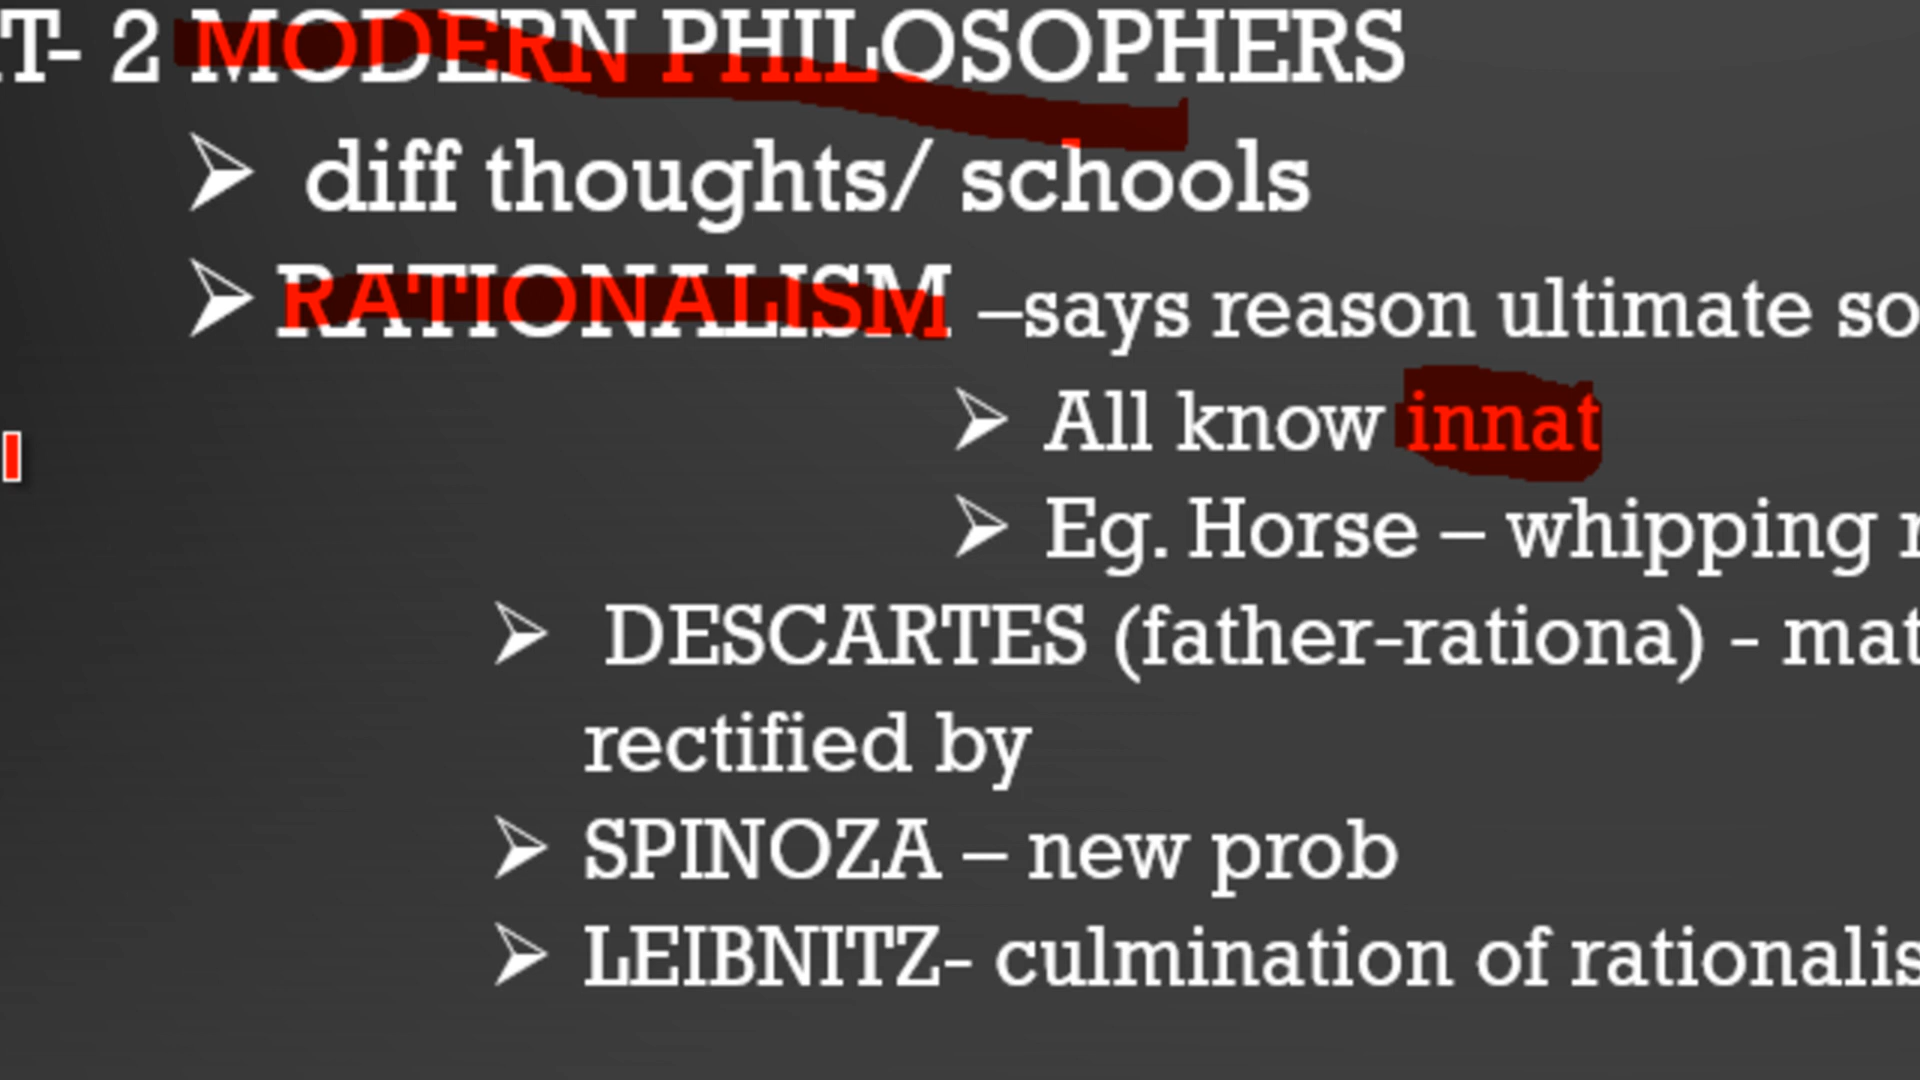 T- 2 MODERN PHILOSOPHERS
diff thoughts/ schools
RATIONALISM –says reason ultimate so
All know innat
Eg. Horse – whipping
DESCARTES (father-rationa) - mat
rectified by
SPINOZA – new prob
LEIBNITZ- culmination of rationalis